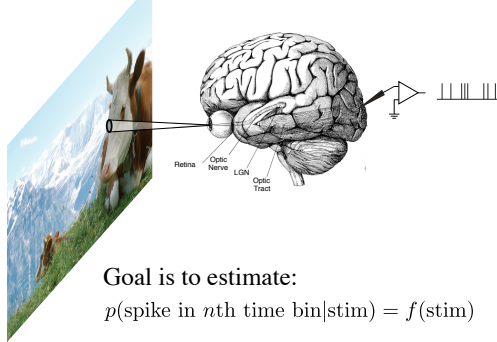 Retina
Optic
Nerve
LGN
Optic
Tract
Goal is to estimate:
p(spike in nth time bin|stim) = f(stim)